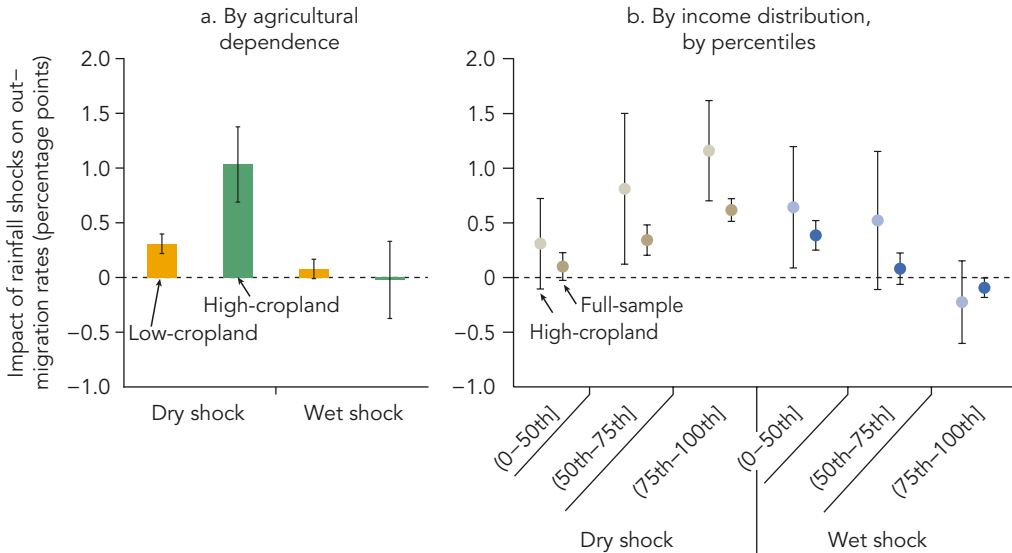 a. By agricultural
dependence
b. By income distribution,
by percentiles
Impact of rainfall shocks on out–
migration rates (percentage points)
2.0
1.5
1.0
0.5
0
–0.5
–1.0
Low-cropland
High-cropland
Dry shock
Wet shock
2.0
1.5
1.0
0.5
0
–0.5
–1.0
Full-sample
High-cropland
(0–50th]
(50th–75th]
(75th–100th]
(0–50th]
(50th–75th]
(75th–100th]
Dry shock
Wet shock